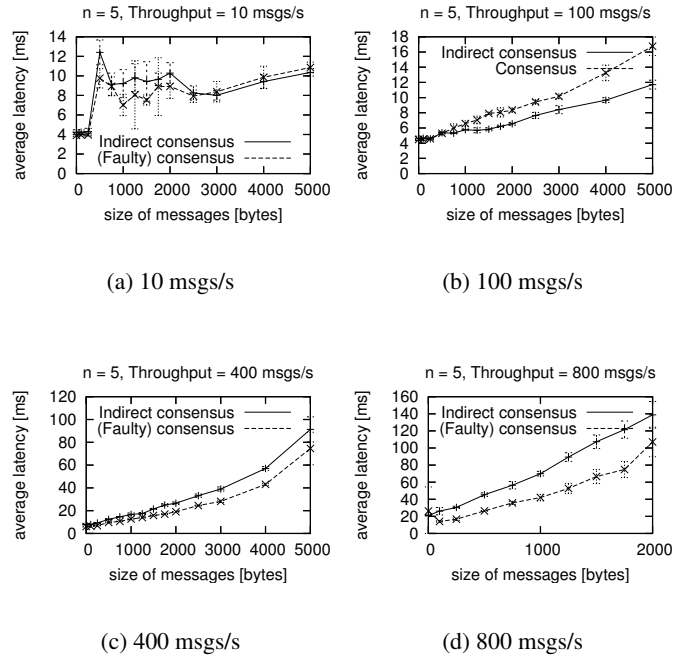 n = 5, Throughput = 10 msgs/s
average latency [ms]
14
12
10
8
6
4
2
0
Indirect consensus
(Faulty) consensus
0 1000 2000 3000 4000 5000
size of messages [bytes]
(a) 10 msgs/s
n = 5, Throughput = 100 msgs/s
average latency [ms]
18
16
14
12
10
8
6
4
2
0
Indirect consensus
Consensus
0 1000 2000 3000 4000 5000
size of messages [bytes]
(b) 100 msgs/s
n = 5, Throughput = 400 msgs/s
average latency [ms]
120
100
80
60
40
20
0
Indirect consensus
(Faulty) consensus
0 1000 2000 3000 4000 5000
size of messages [bytes]
(c) 400 msgs/s
n = 5, Throughput = 800 msgs/s
average latency [ms]
160
140
120
100
80
60
40
20
0
Indirect consensus
(Faulty) consensus
0 1000 2000
size of messages [bytes]
(d) 800 msgs/s